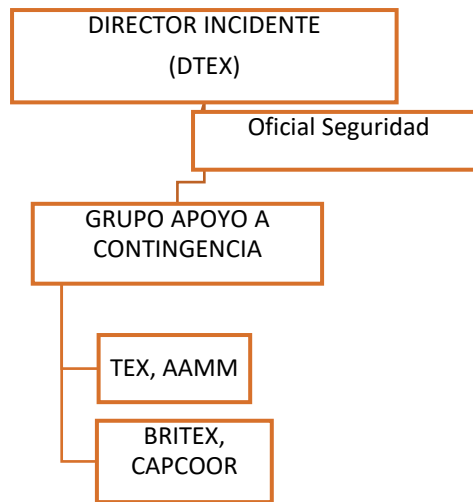 DIRECTOR INCIDENTE
(DTEX)
Oficial Seguridad
GRUPO APOYO A
CONTINGENCIA
TEX, AAMM
BRITEX,
CAPCOOR